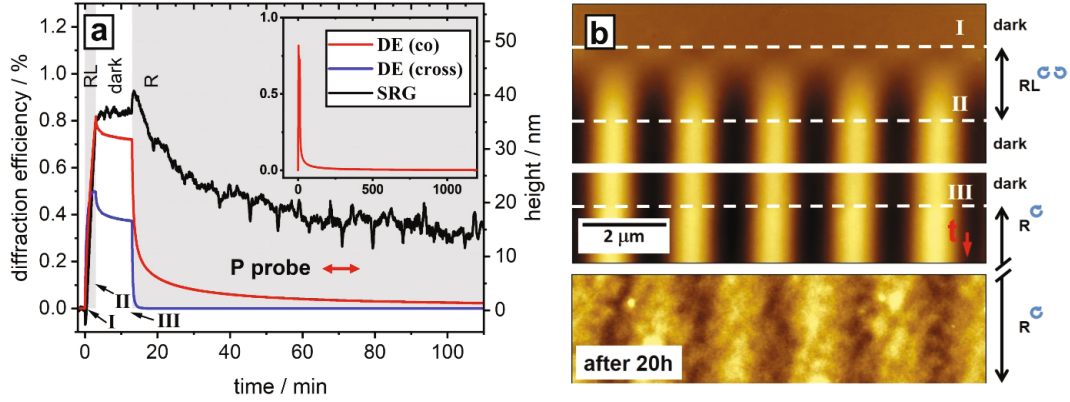 a
RL
dark
R
1.2
1.0
0.8
0.6
0.4
0.2
0.0
diffraction efficiency / %
0 20 40 60 80 100
time / min
50
40
30
20
10
0
height / nm
1.0
0.5
0.0
0 500 1000
DE (co)
DE (cross)
SRG
P probe
I
II
III
b
I
dark
RL
II
dark
III
dark
2 µm
t
R
R
after 20h